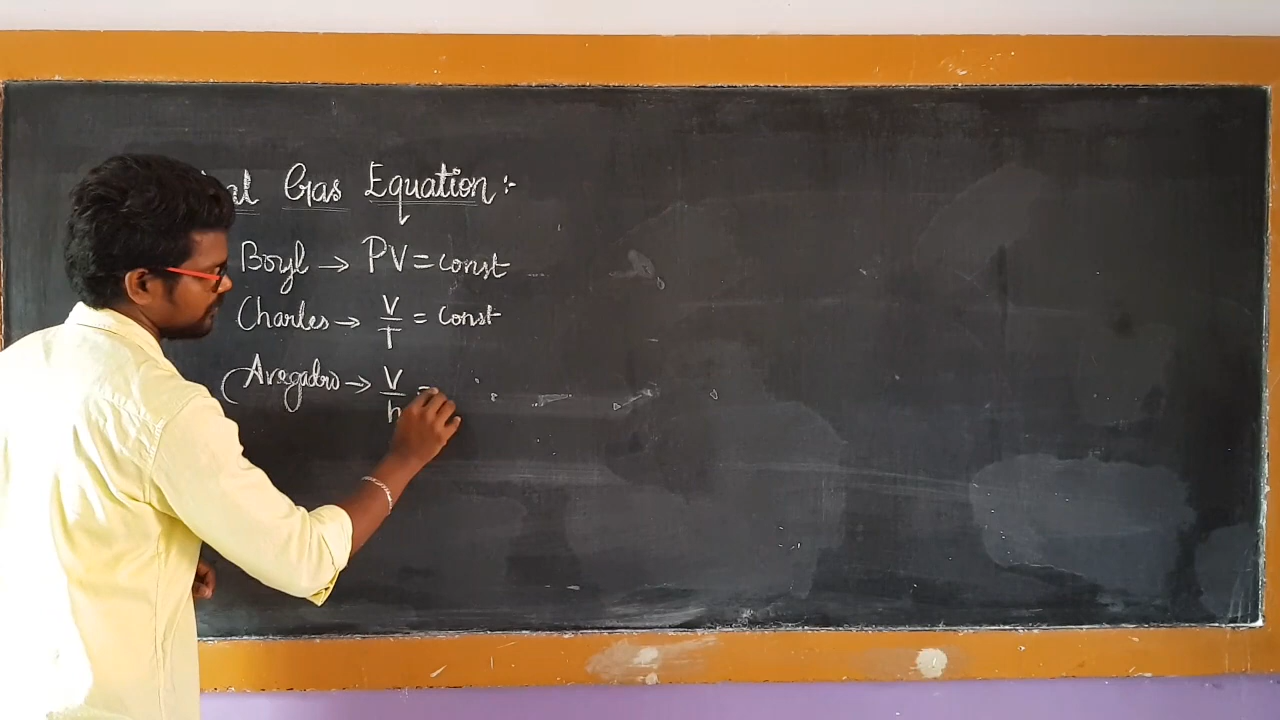 al Gas Equation:-
Boyl → PV = const
Charles → V/T = const
Avogadro → V/n =